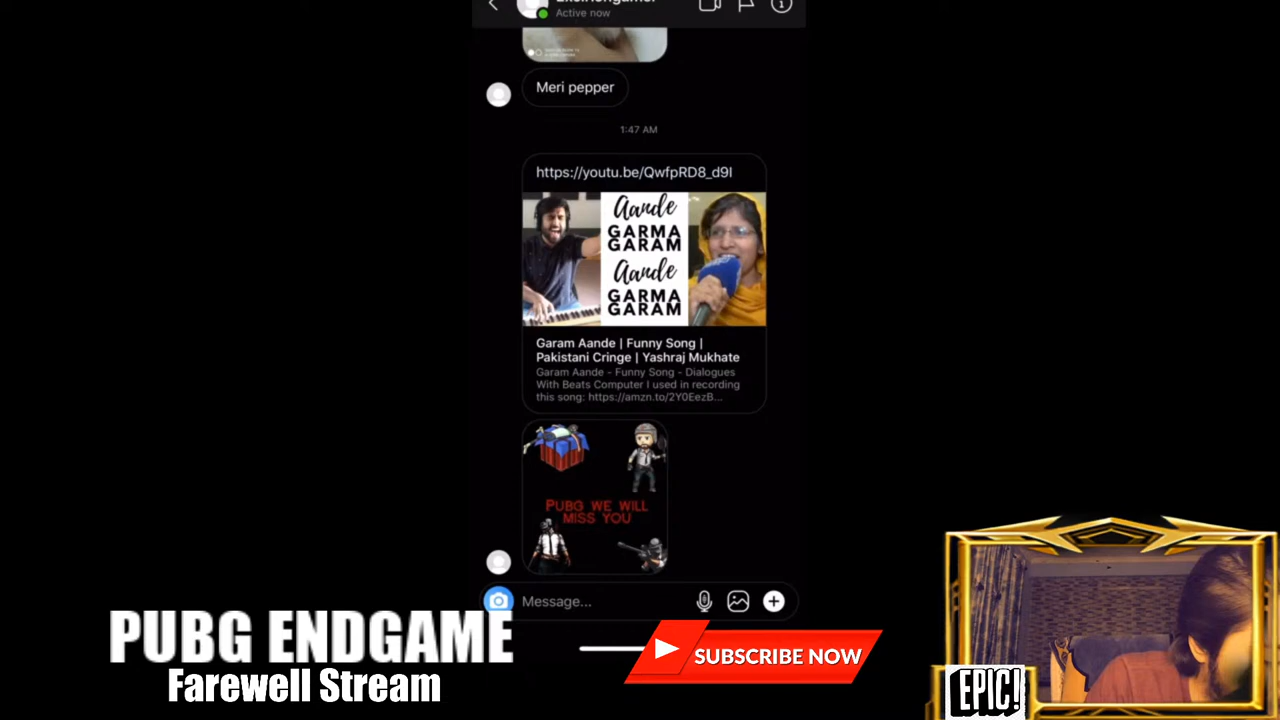 Active now
Meri pepper
1:47 AM
https://youtu.be/QwfpRD8_d9I
Aande
GARMA
GARAM
Aande
GARMA
GARAM
Garam Aande | Funny Song |
Pakistani Cringe | Yashraj Mukhate
Garam Aande - Funny Song - Dialogues
With Beats Computer I used in recording
this song: https://amzn.to/2Y0EezB...
PUBG WE WILL
MISS YOU
Message...
PUBG ENDGAME
Farewell Stream
SUBSCRIBE NOW
EPIC!